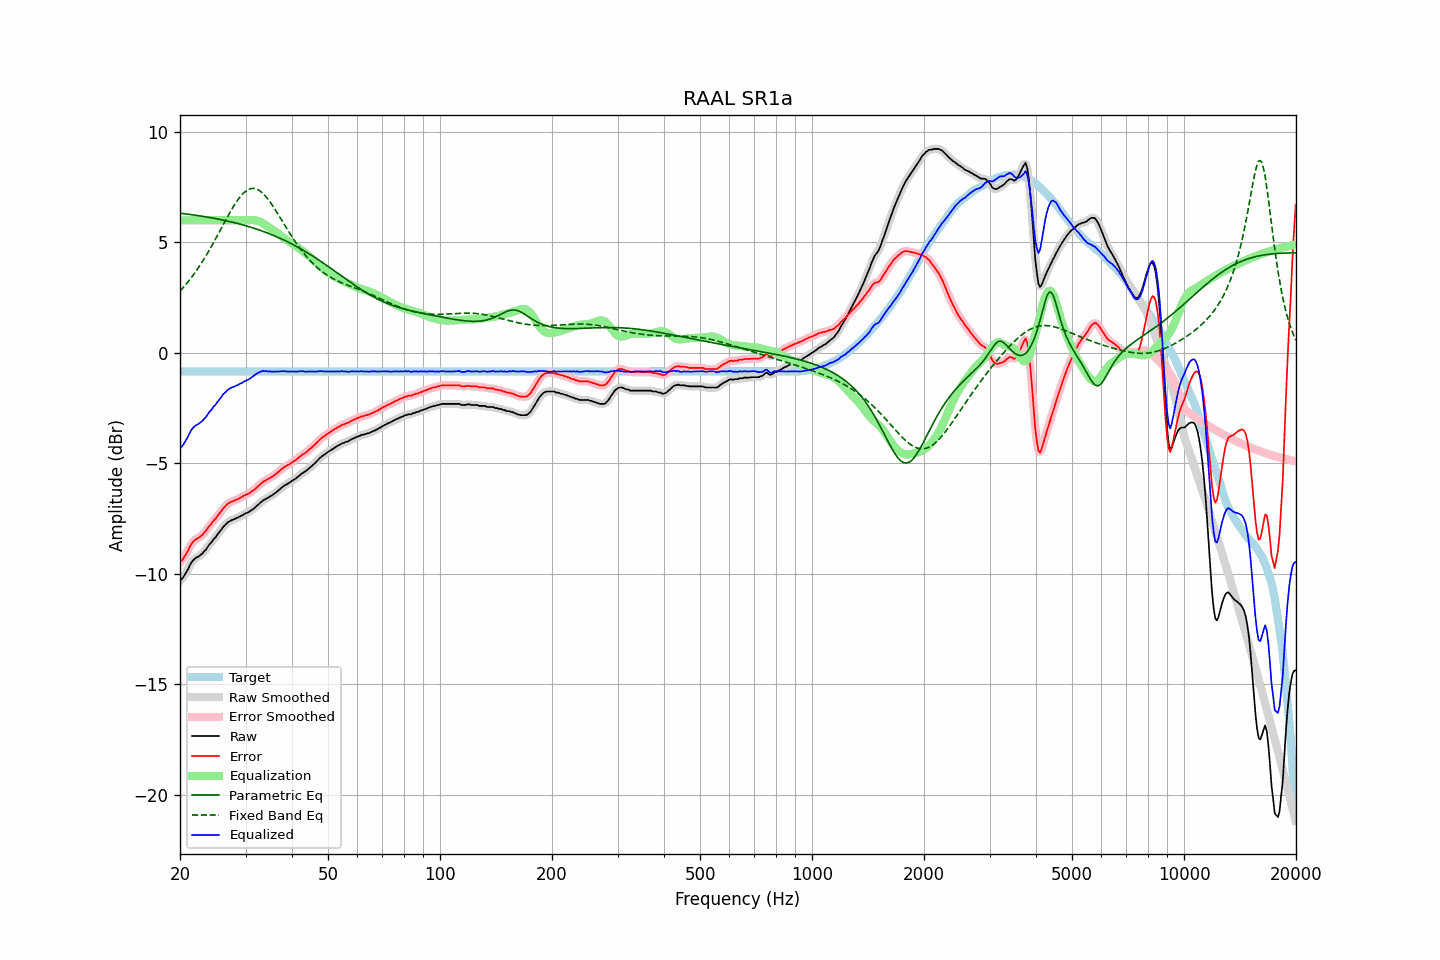 RAAL SR1a
10
5
0
−5
−10
−15
−20
Amplitude (dBr)
Target
Raw Smoothed
Error Smoothed
Raw
Error
Equalization
Parametric Eq
Fixed Band Eq
Equalized
20 50 100 200 500 1000 2000 5000 10000 20000
Frequency (Hz)